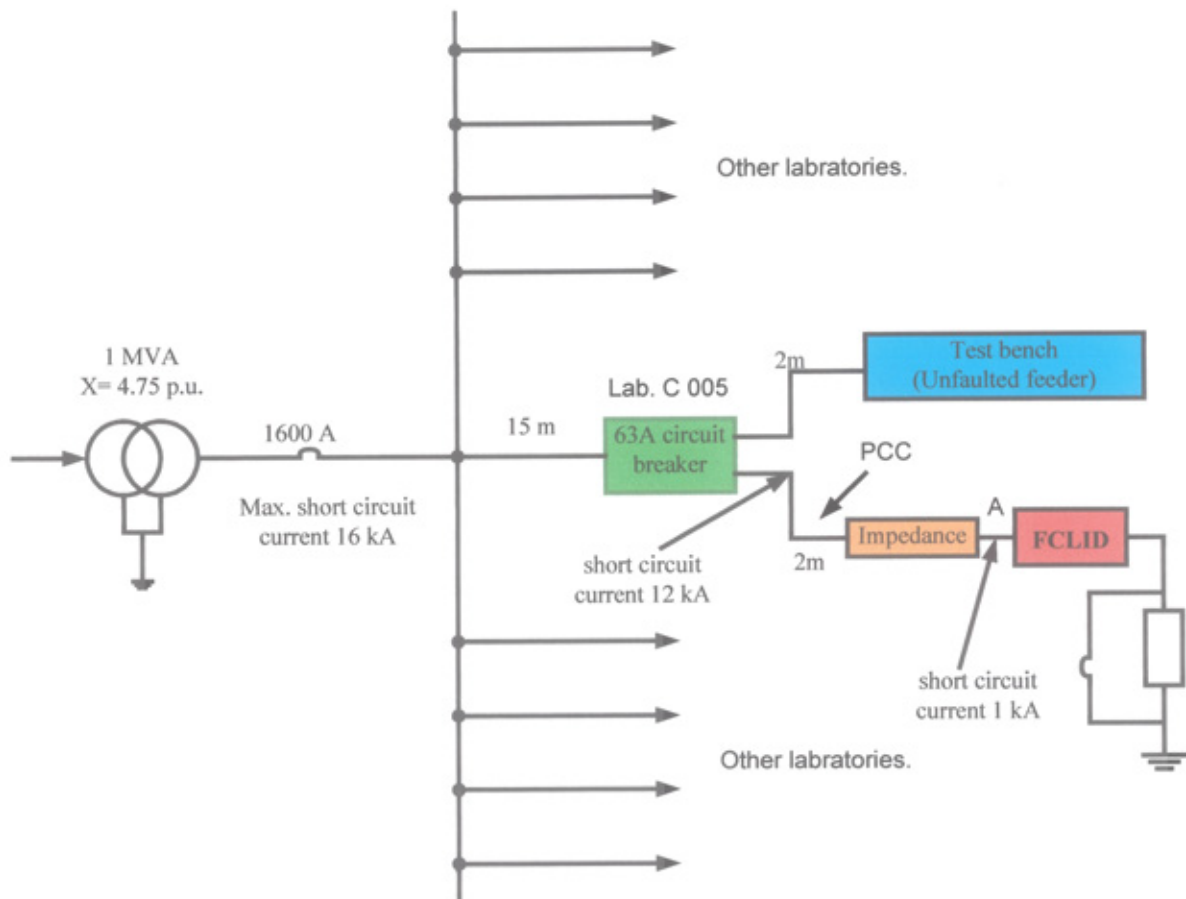 Other labratories.
1 MVA
X= 4.75 p.u.
1600 A
Max. short circuit
current 16 kA
15 m
Lab. C 005
63A circuit
breaker
2m
Test bench
(Unfaulted feeder)
PCC
short circuit
current 12 kA
2m
Impedance
A
FCLID
short circuit
current 1 kA
Other labratories.